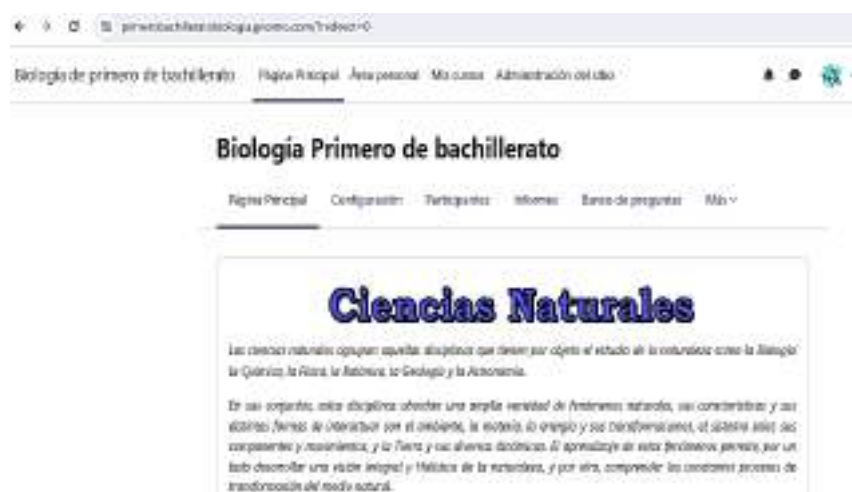 Biología de primero de bachillerato Página Principal Área personal Mis cursos Administración del sitio
Biología Primero de bachillerato
Página Principal Configuración Participantes Informes Banco de preguntas Más
Ciencias Naturales
Las ciencias naturales agrupan aquellas disciplinas que tienen por objeto el estudio de la naturaleza como la Biología
la Química, la Física, la Botánica, la Geología y la Astronomía.
En su conjunto, estas disciplinas abordan una amplia variedad de fenómenos naturales, sus características y sus
distintas formas de interactuar con el ambiente, la materia, la energía y sus transformaciones, el sistema solar, sus
componentes y movimientos, y la Tierra y sus diversas dinámicas. El aprendizaje de estos fenómenos permite, por un
lado desarrollar una visión integral y Holística de la naturaleza, y por otro, comprender los constantes procesos de
transformación del medio natural.